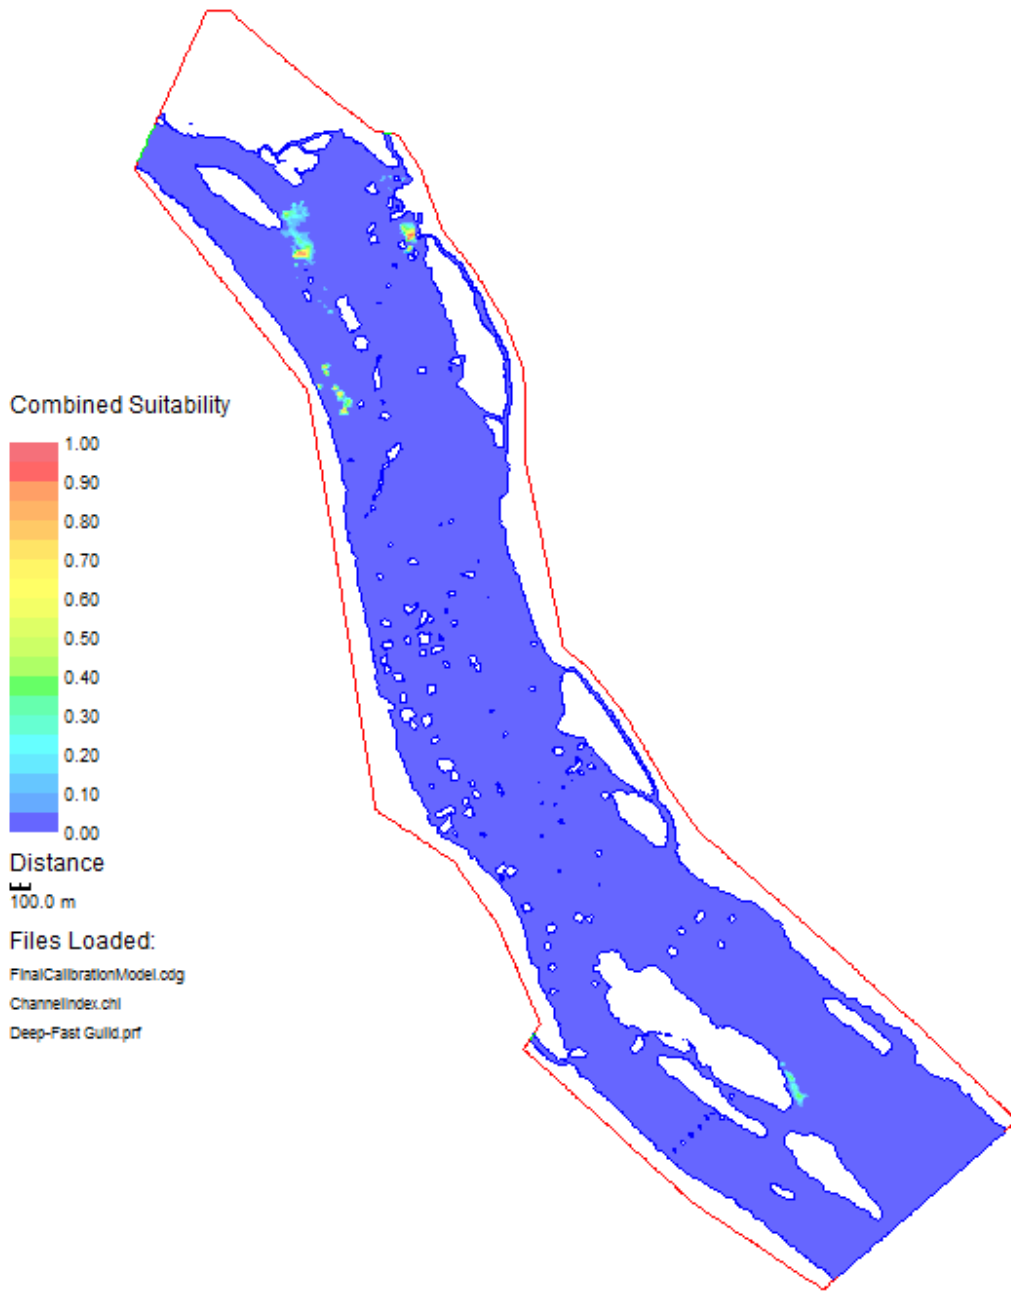 Combined Suitability
1.00
0.90
0.80
0.70
0.60
0.50
0.40
0.30
0.20
0.10
0.00
Distance
100.0 m
Files Loaded:
FinalCalibrationModel.cdg
ChannelIndex.chi
Deep-Fast Guild.prf